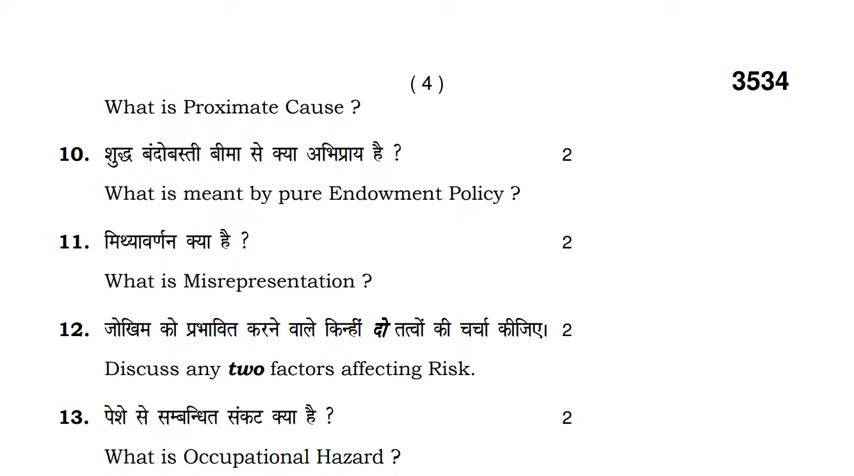 ( 4 ) 3534
What is Proximate Cause ?
10. शुद्ध बंदोबस्ती बीमा से क्या अभिप्राय है ? 2
What is meant by pure Endowment Policy ?
11. मिथ्यावर्णन क्या है ? 2
What is Misrepresentation ?
12. जोखिम को प्रभावित करने वाले किन्हीं दो तत्वों की चर्चा कीजिए। 2
Discuss any two factors affecting Risk.
13. पेशे से सम्बन्धित संकट क्या है ? 2
What is Occupational Hazard ?